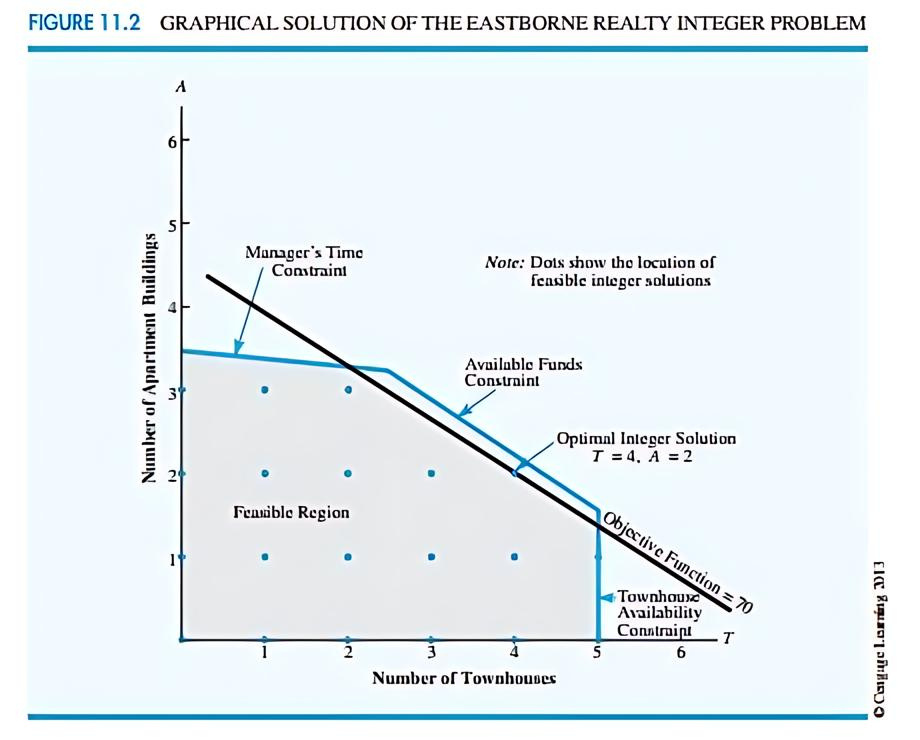 FIGURE 11.2 GRAPHICAL SOLUTION OF THE EASTBORNE REALTY INTEGER PROBLEM
A
6
5
4
3
2
1
Number of Apartment Buildings
Manager's Time
Constraint
Note: Dots show the location of
feasible integer solutions
Available Funds
Constraint
Optimal Integer Solution
T = 4, A = 2
Feasible Region
Objective Function = 70
Townhouse
Availability
Constraint
T
1 2 3 4 5 6
Number of Townhouses
© Cengage Learning 2013